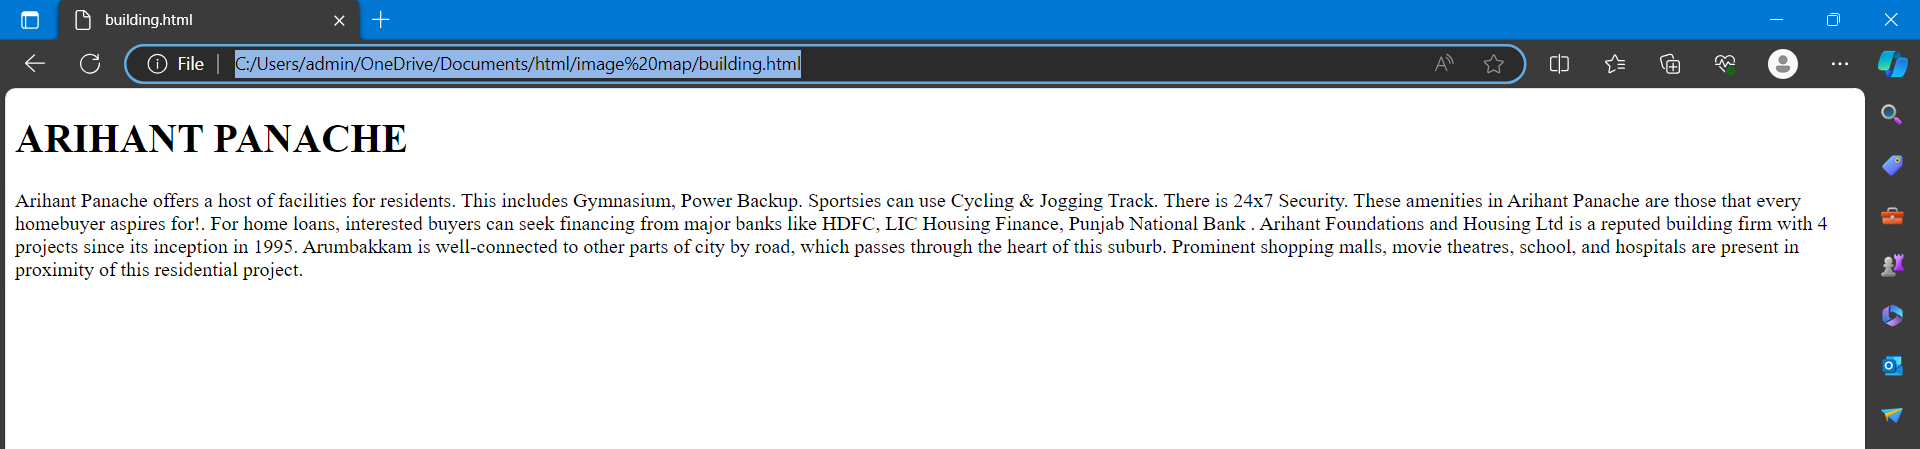 building.html
File
C:/Users/admin/OneDrive/Documents/html/image%20map/building.html
ARIHANT PANACHE
Arihant Panache offers a host of facilities for residents. This includes Gymnasium, Power Backup. Sportsies can use Cycling & Jogging Track. There is 24x7 Security. These amenities in Arihant Panache are those that every
homebuyer aspires for!. For home loans, interested buyers can seek financing from major banks like HDFC, LIC Housing Finance, Punjab National Bank . Arihant Foundations and Housing Ltd is a reputed building firm with 4
projects since its inception in 1995. Arumbakkam is well-connected to other parts of city by road, which passes through the heart of this suburb. Prominent shopping malls, movie theatres, school, and hospitals are present in
proximity of this residential project.